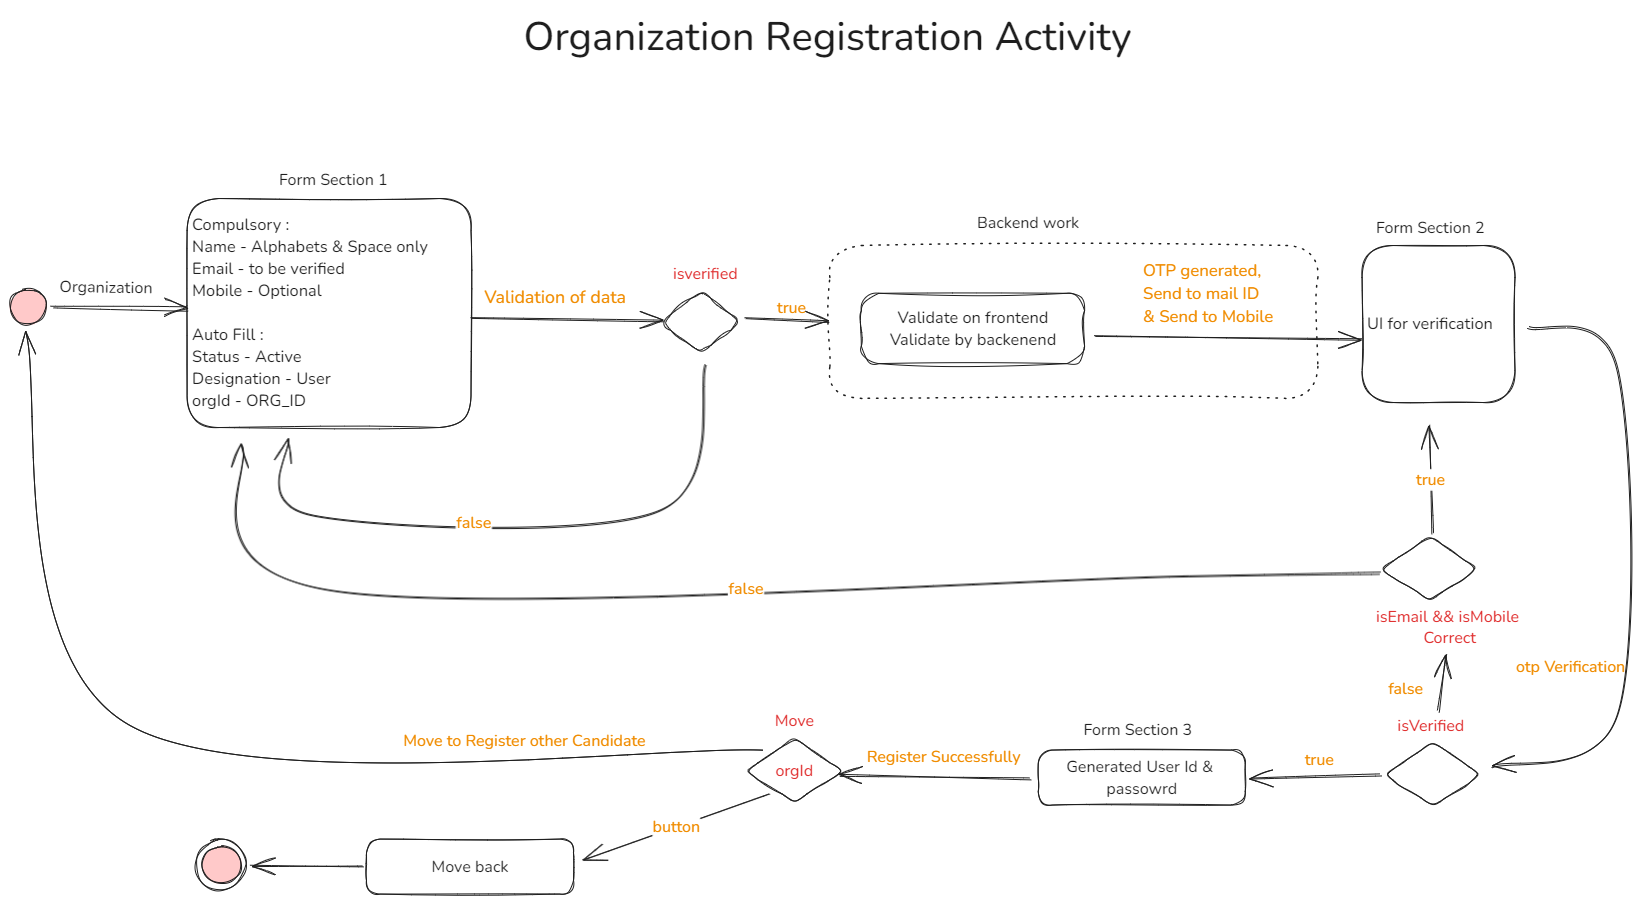 Organization Registration Activity
Form Section 1
Compulsory :
Name - Alphabets & Space only
Email - to be verified
Mobile - Optional
Auto Fill :
Status - Active
Designation - User
orgId - ORG_ID
Organization
Validation of data
isverified
true
false
Backend work
Validate on frontend
Validate by backenend
OTP generated,
Send to mail ID
& Send to Mobile
Form Section 2
UI for verification
true
false
isEmail && isMobile
Correct
otp Verification
false
isVerified
true
Form Section 3
Generated User Id &
passowrd
Register Successfully
Move
orgId
Move to Register other Candidate
button
Move back